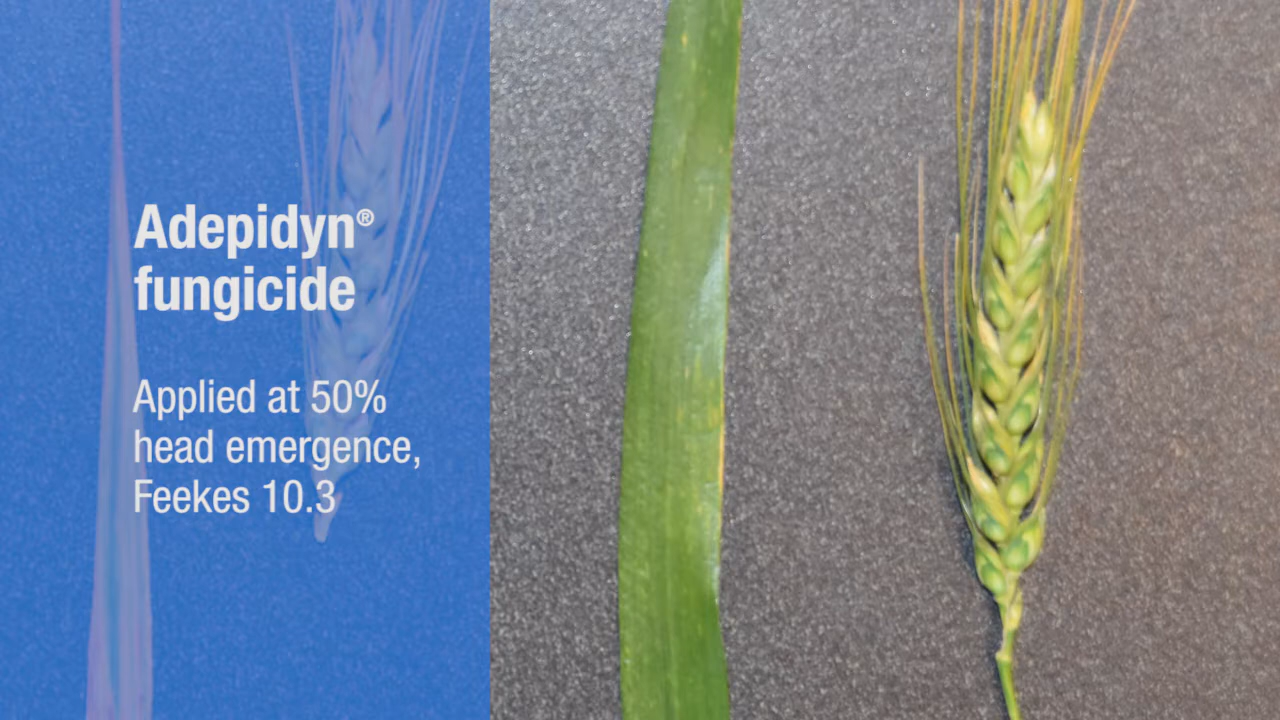 Adepidyn®
fungicide
Applied at 50%
head emergence,
Feekes 10.3